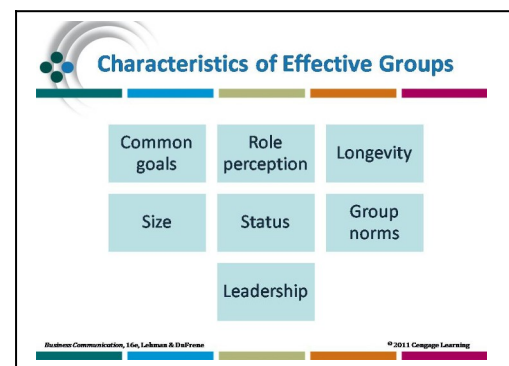 Characteristics of Effective Groups
Common
goals
Role
perception
Longevity
Size
Status
Group
norms
Leadership
Business Communication, 16e, Lehman & DuFrene
©2011 Cengage Learning